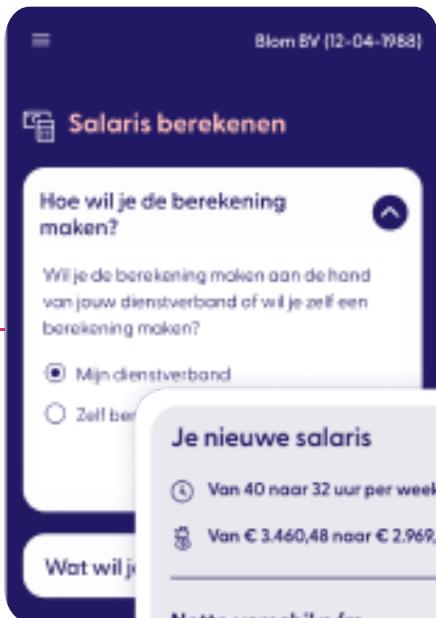 Blom BV (12-04-1988)
Salaris berekenen
Hoe wil je de berekening
maken?
Wil je de berekening maken aan de hand
van jouw dienstverband of wil je zelf een
berekening maken?
Mijn dienstverband
Zelf
Je nieuwe salaris
Van 40 naar 32 uur per week
Van € 3.460,48 naar € 2.969,
Wat wil